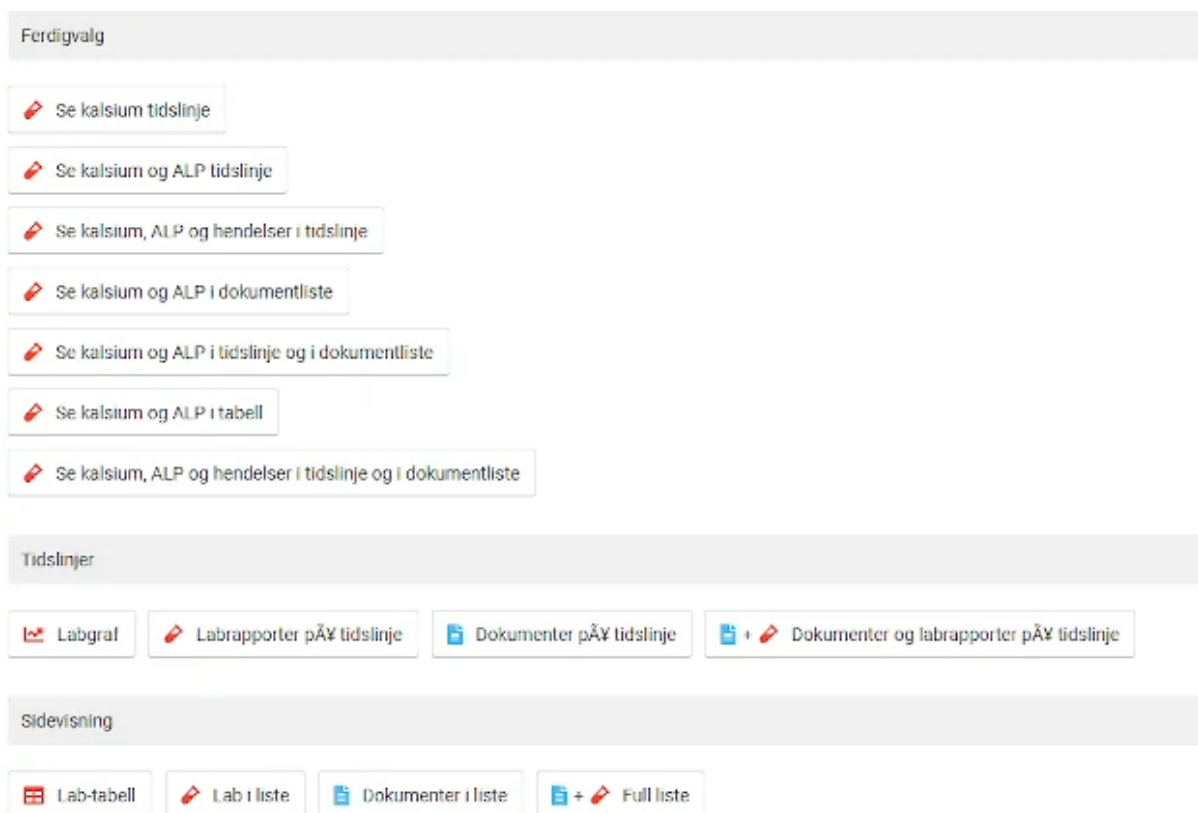 Ferdigvalg
Se kalsium tidslinje
Se kalsium og ALP tidslinje
Se kalsium, ALP og hendelser i tidslinje
Se kalsium og ALP i dokumentliste
Se kalsium og ALP i tidslinje og i dokumentliste
Se kalsium og ALP i tabell
Se kalsium, ALP og hendelser i tidslinje og i dokumentliste
Tidslinjer
Labgraf Labrapporter pÃ¥ tidslinje Dokumenter pÃ¥ tidslinje + Dokumenter og labrapporter pÃ¥ tidslinje
Sidevisning
Lab-tabell Lab i liste Dokumenter i liste + Full liste